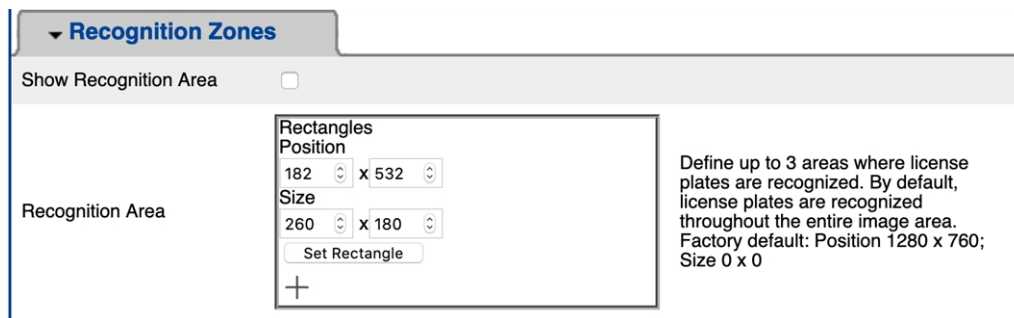 Recognition Zones
Show Recognition Area
Recognition Area
Rectangles
Position
182 x 532
Size
260 x 180
Set Rectangle
Define up to 3 areas where license
plates are recognized. By default,
license plates are recognized
throughout the entire image area.
Factory default: Position 1280 x 760;
Size 0 x 0